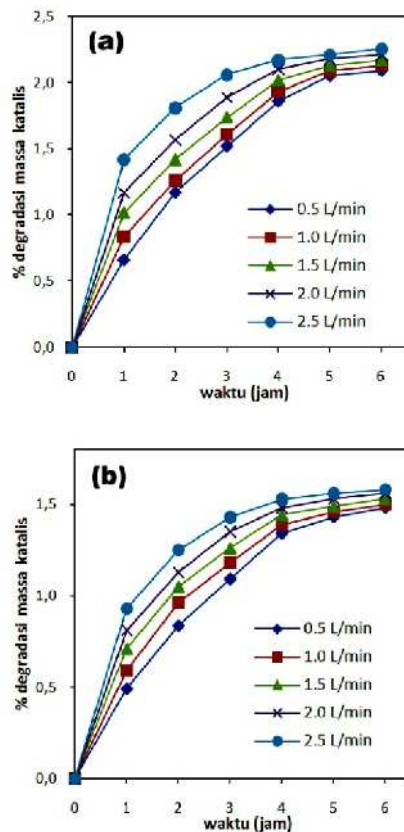 (a)
% degradasi massa katalis
2,5
2,0
1,5
1,0
0,5
0,0
0 1 2 3 4 5 6
waktu (jam)
0.5 L/min
1.0 L/min
1.5 L/min
2.0 L/min
2.5 L/min
(b)
% degradasi massa katalis
1,5
1,0
0,5
0,0
0 1 2 3 4 5 6
waktu (jam)
0.5 L/min
1.0 L/min
1.5 L/min
2.0 L/min
2.5 L/min